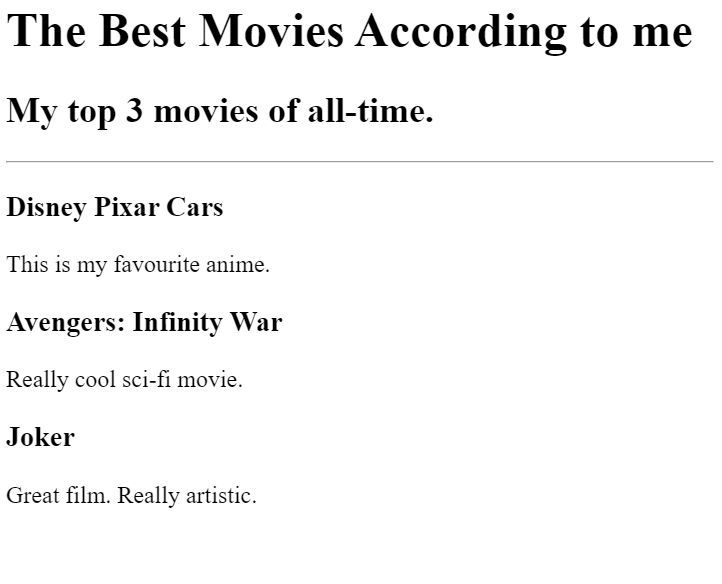 The Best Movies According to me
My top 3 movies of all-time.
Disney Pixar Cars
This is my favourite anime.
Avengers: Infinity War
Really cool sci-fi movie.
Joker
Great film. Really artistic.